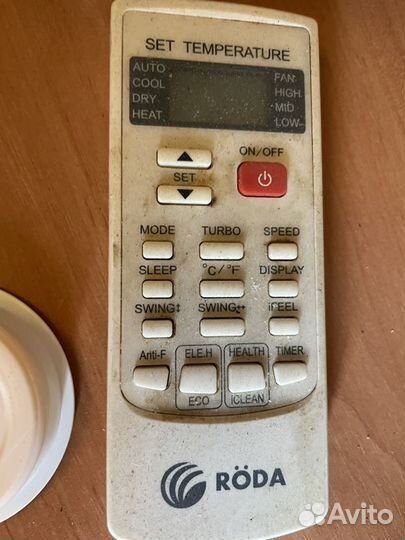 SET TEMPERATURE
AUTO
COOL
DRY
HEAT
FAN
HIGH
MID
LOW
ON/OFF
SET
MODE TURBO SPEED
SLEEP °C/°F DISPLAY
SWING↕ SWING↔ iFEEL
Anti-F ELE.H HEALTH TIMER
ECO iCLEAN
RÖDA
Avito